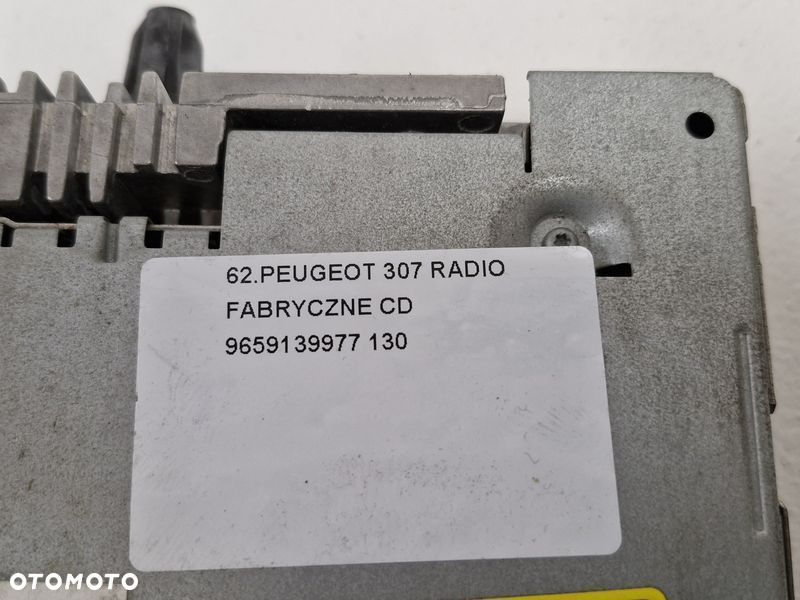 62.PEUGEOT 307 RADIO
FABRYCZNE CD
9659139977 130
OTOMOTO